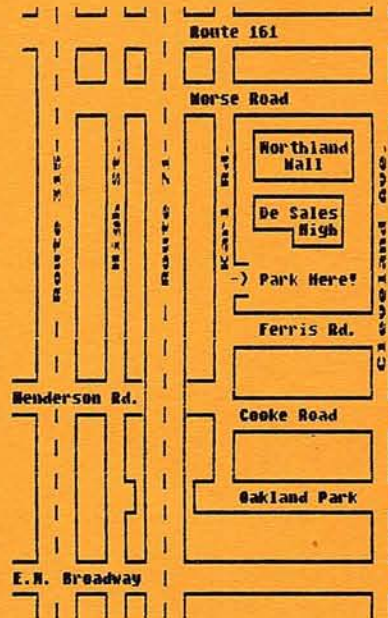 Route 161
Morse Road
Northland
Mall
De Sales
High
-) Park Here!
Ferris Rd.
Henderson Rd.
Cooke Road
Oakland Park
E.N. Broadway
Route 315
High St.
Route 71
Karl Rd.
Cleveland Ave.